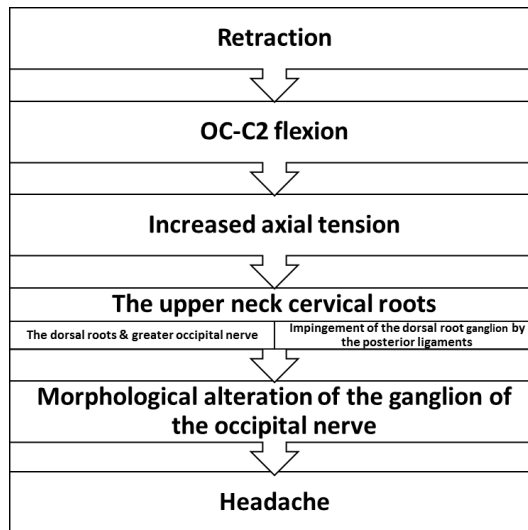 Retraction
OC-C2 flexion
Increased axial tension
The upper neck cervical roots
The dorsal roots & greater occipital nerve
Impingement of the dorsal root ganglion by
the posterior ligaments
Morphological alteration of the ganglion of
the occipital nerve
Headache